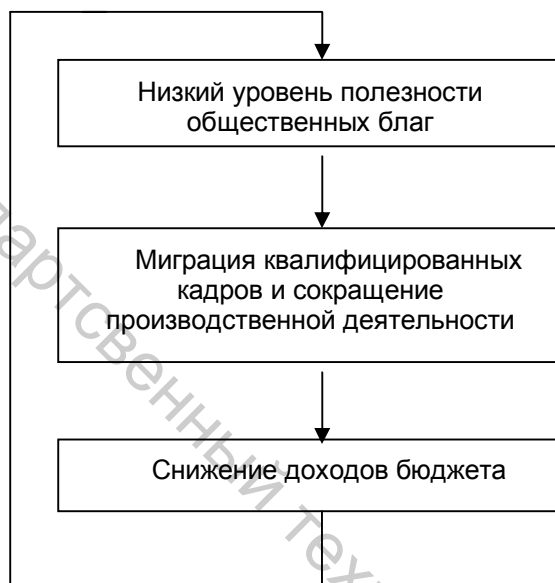 Низкий уровень полезности
общественных благ
Миграция квалифицированных
кадров и сокращение
производственной деятельности
Снижение доходов бюджета